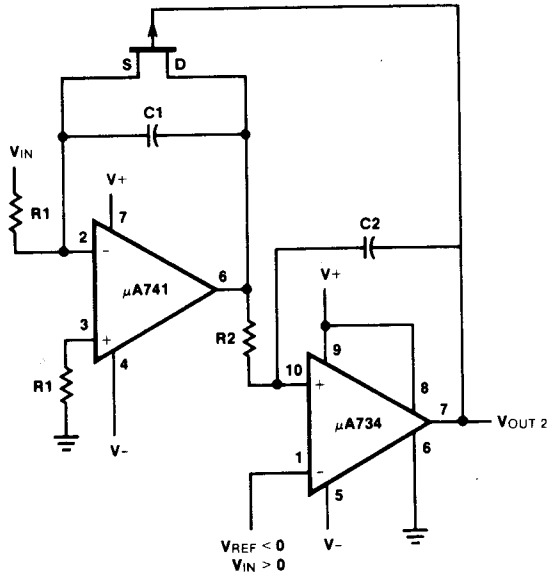 S D
C1
VIN
V+
R1
7
2
-
6
μA741
C2
V+
3
+
4
R2
9
R1
10
+
8
μA734
7
VOUT 2
V-
1
-
6
5
VREF < 0
V-
VIN > 0